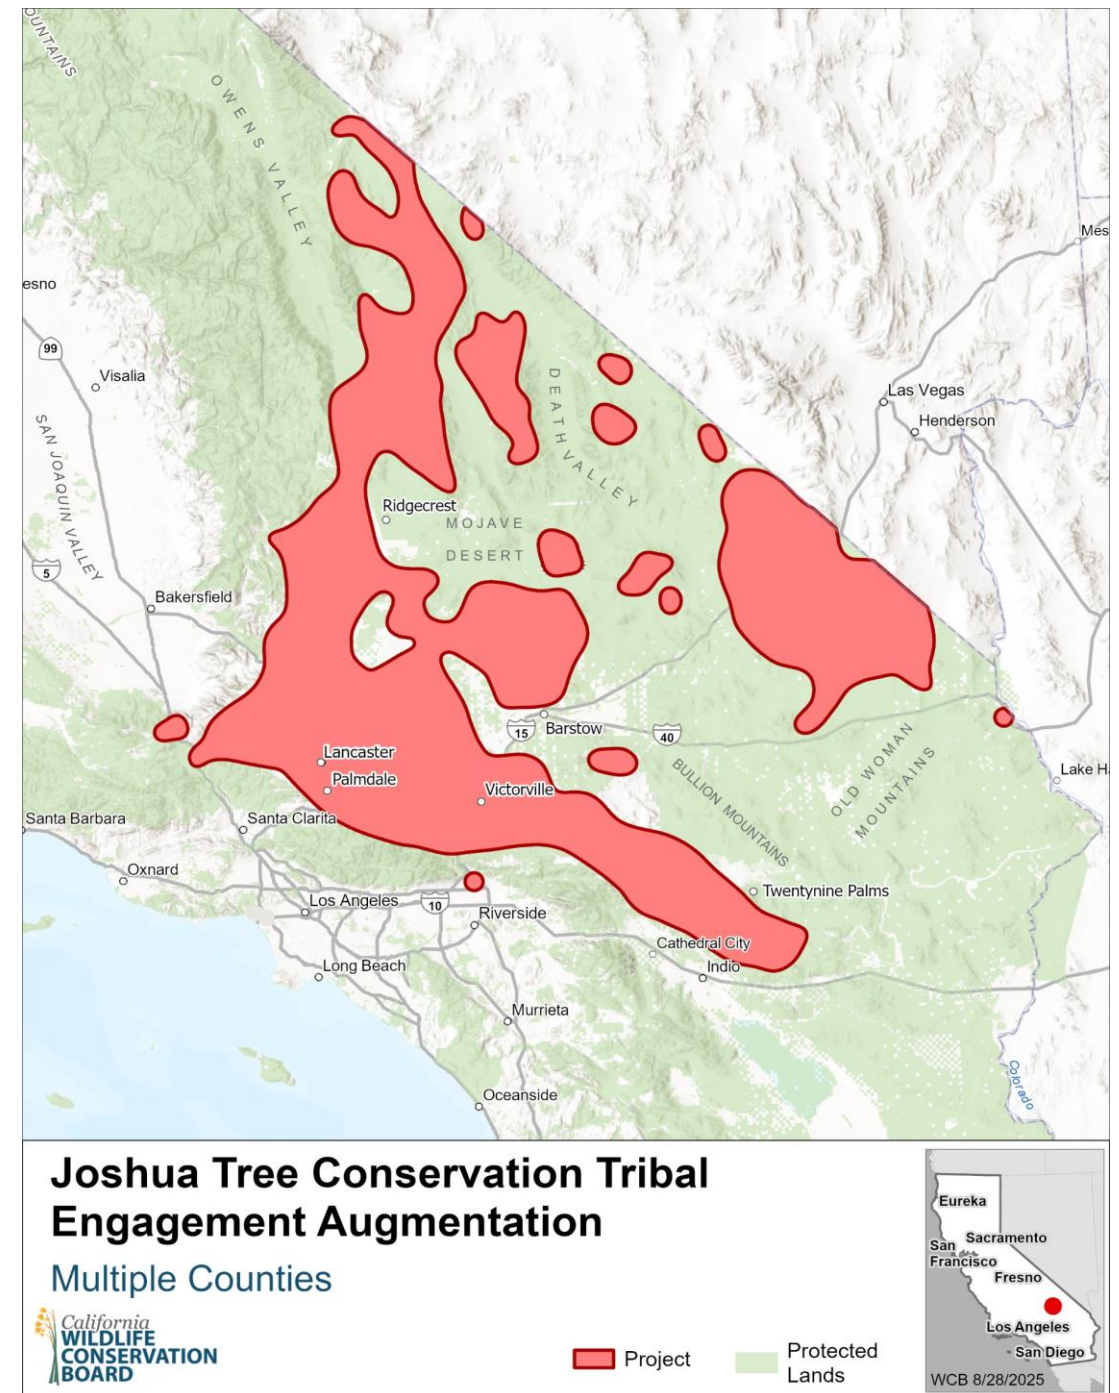 OUNTAINS
OWENS VALLEY
Mes
esno
99
Visalia
DEATH VALLEY
Las Vegas
Henderson
SAN JOAQUIN VALLEY
Ridgecrest
MOJAVE
DESERT
5
Bakersfield
15
Barstow
40
Lancaster
Palmdale
Victorville
BULLION MOUNTAINS
OLD WOMAN
MOUNTAINS
Lake Ha
Santa Barbara
Santa Clarita
Oxnard
Los Angeles
10
Twentynine Palms
Riverside
Cathedral City
Indio
Long Beach
Murrieta
Colorado
Oceanside
Joshua Tree Conservation Tribal
Engagement Augmentation
Multiple Counties
California
WILDLIFE
CONSERVATION
BOARD
Project
Protected
Lands
Eureka
Sacramento
San
Francisco
Fresno
Los Angeles
San Diego
WCB 8/28/2025